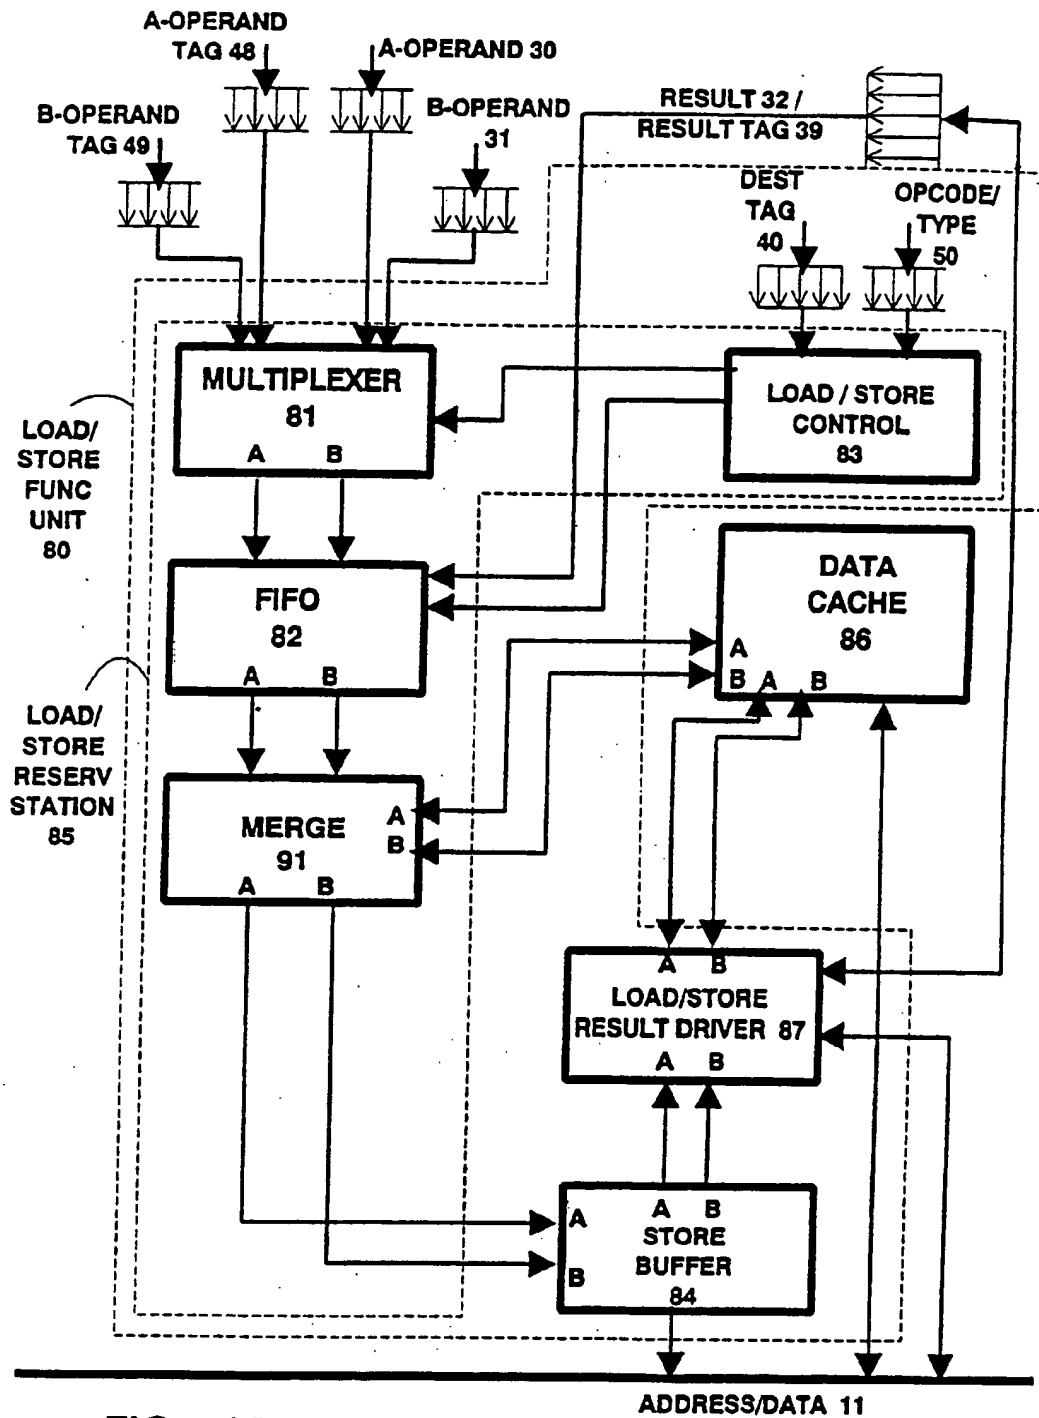 A-OPERAND
TAG 48
A-OPERAND 30
B-OPERAND
TAG 49
B-OPERAND
31
RESULT 32 /
RESULT TAG 39
DEST
TAG
40
OPCODE/
TYPE
50
MULTIPLEXER
81
A B
LOAD / STORE
CONTROL
83
LOAD/
STORE
FUNC
UNIT
80
FIFO
82
A B
DATA
CACHE
86
A
B A B
LOAD/
STORE
RESERV
STATION
85
MERGE
91
A
B
A B
A B
LOAD/STORE
RESULT DRIVER 87
A B
A B
A
STORE
BUFFER
B
84
ADDRESS/DATA 11